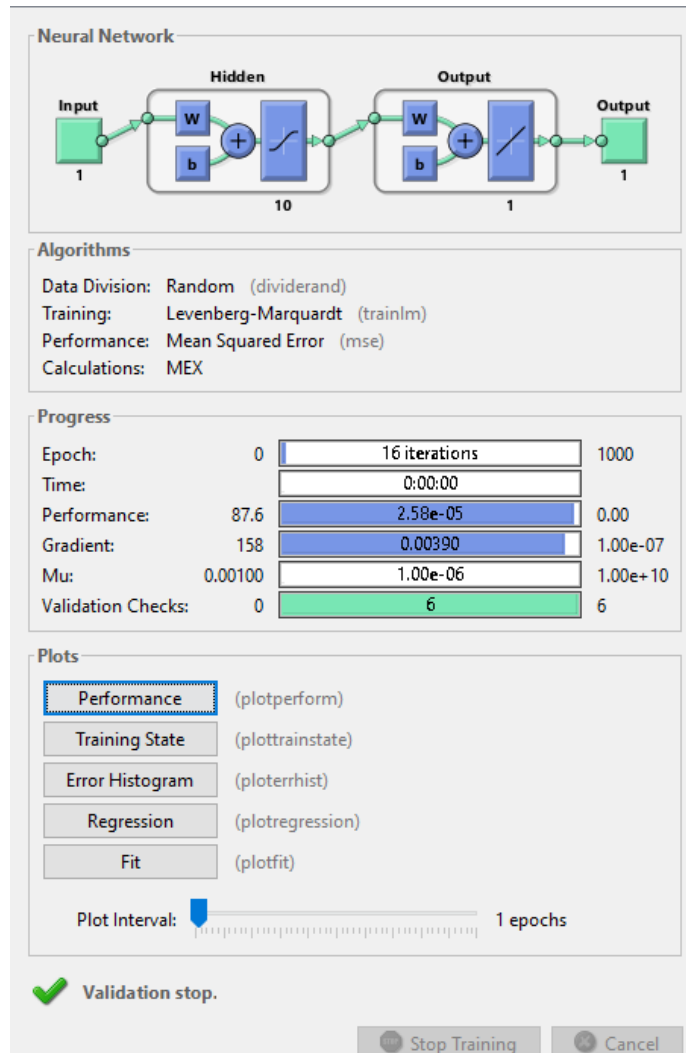 Neural Network
Hidden Output
Input W b + 10 W b + 1 Output
1 1
Algorithms
Data Division: Random (dividerand)
Training: Levenberg-Marquardt (trainlm)
Performance: Mean Squared Error (mse)
Calculations: MEX
Progress
Epoch: 0 16 iterations 1000
Time: 0:00:00
Performance: 87.6 2.58e-05 0.00
Gradient: 158 0.00390 1.00e-07
Mu: 0.00100 1.00e-06 1.00e+10
Validation Checks: 0 6 6
Plots
Performance (plotperform)
Training State (plottrainstate)
Error Histogram (ploterrhist)
Regression (plotregression)
Fit (plotfit)
Plot Interval: 1 epochs
Validation stop.
Stop Training Cancel